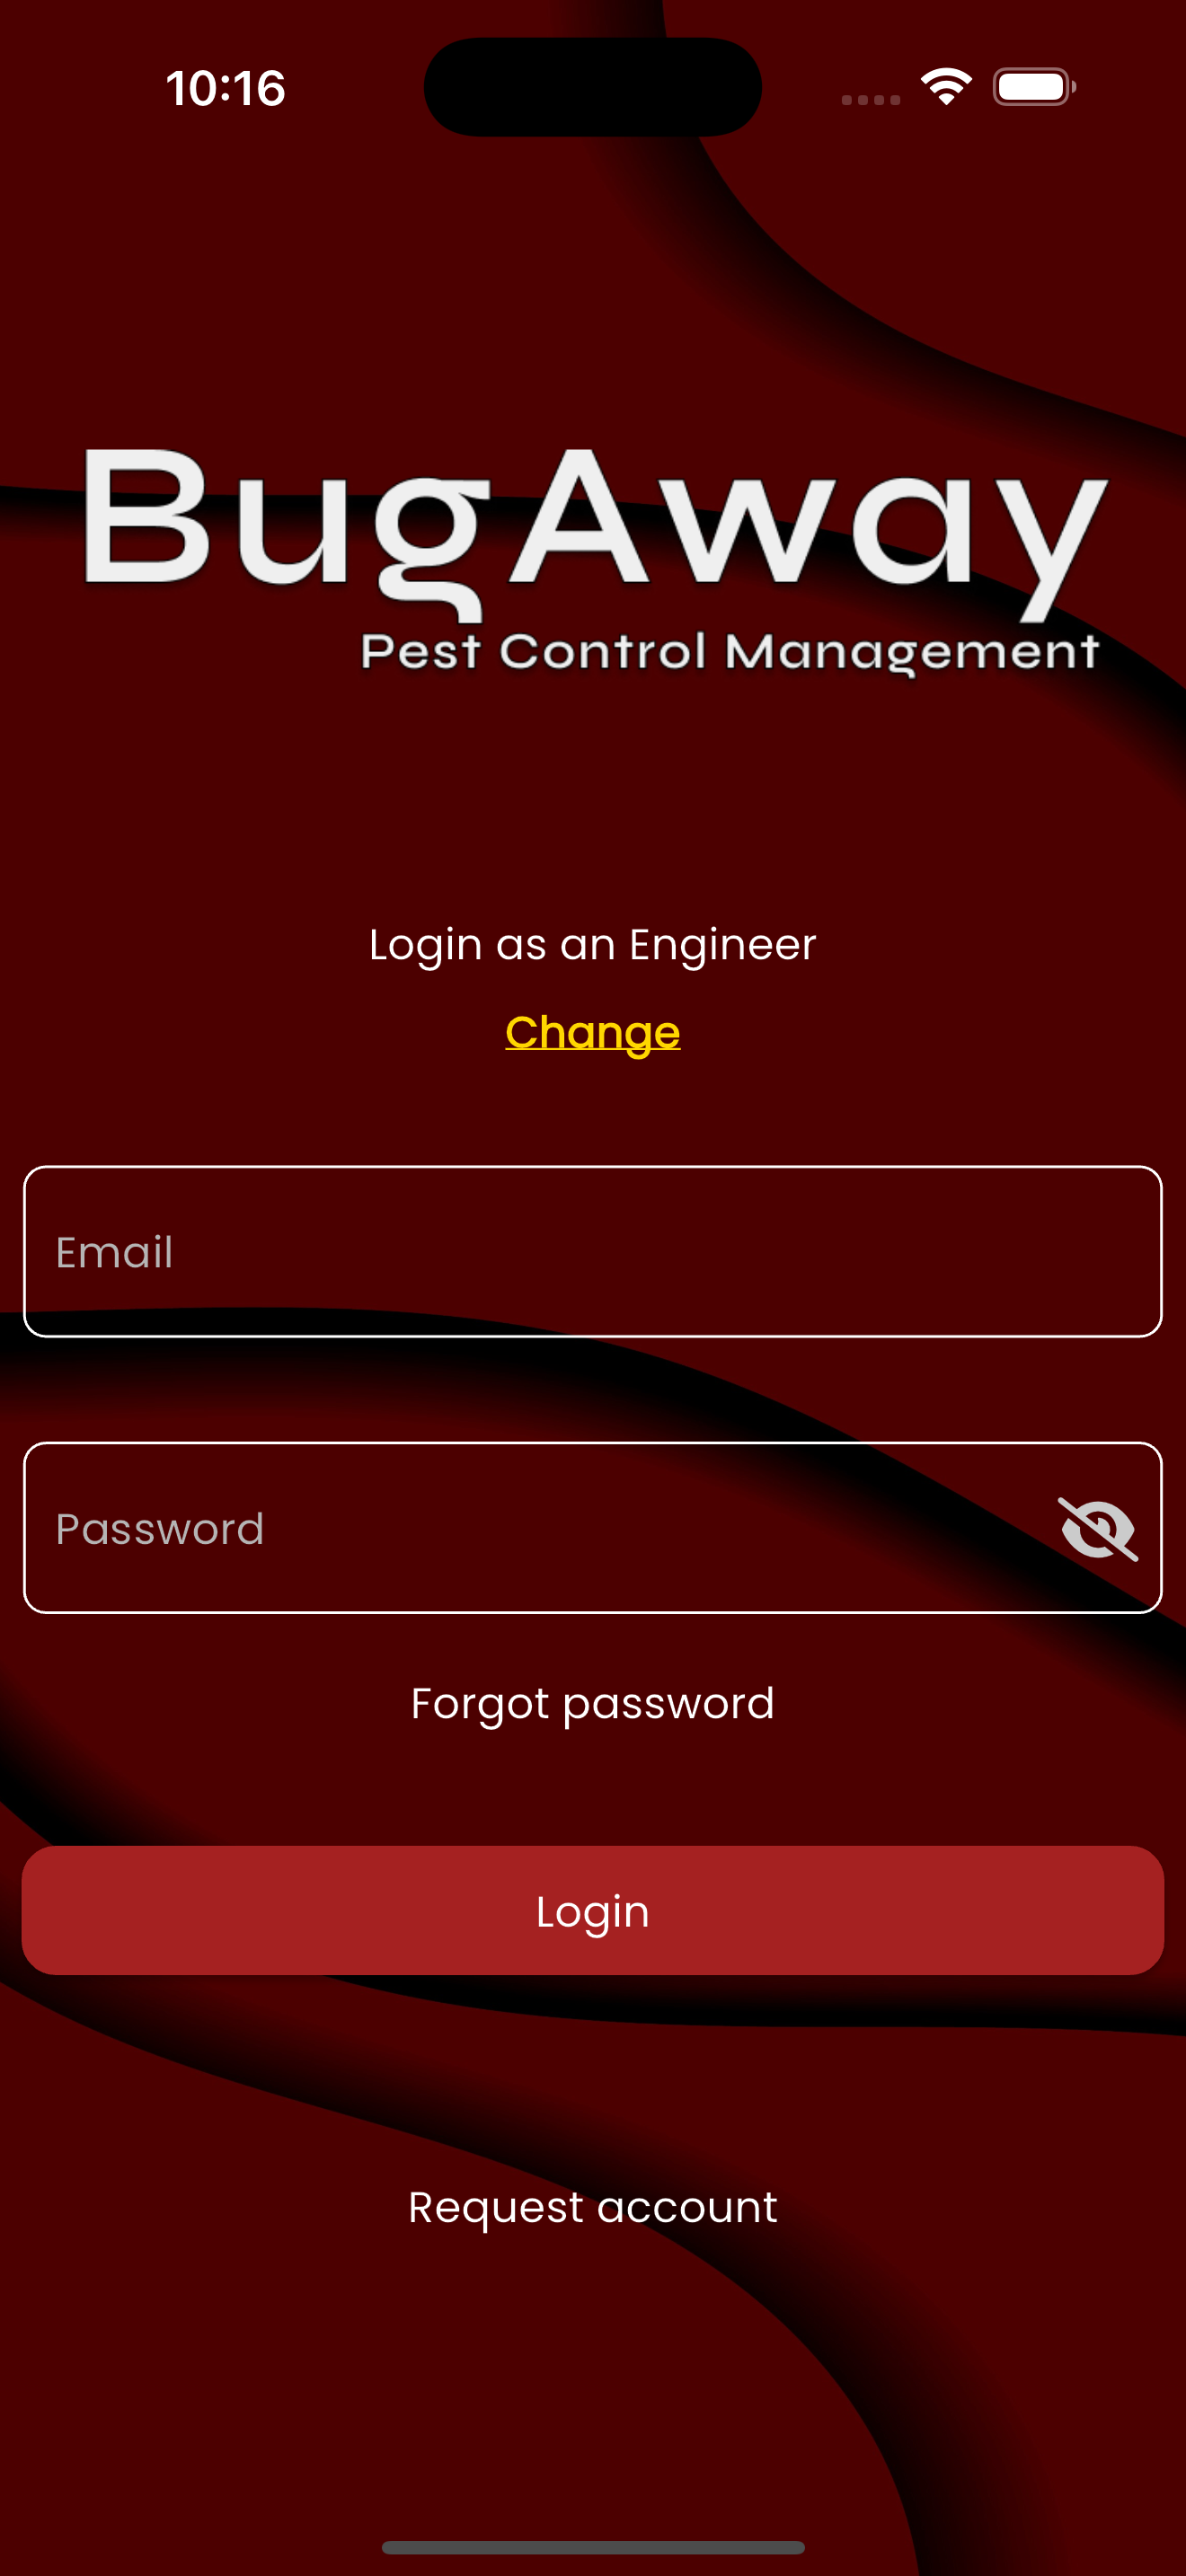 10:16
BugAway
Pest Control Management
Login as an Engineer
Change
Email
Password
Forgot password
Login
Request account